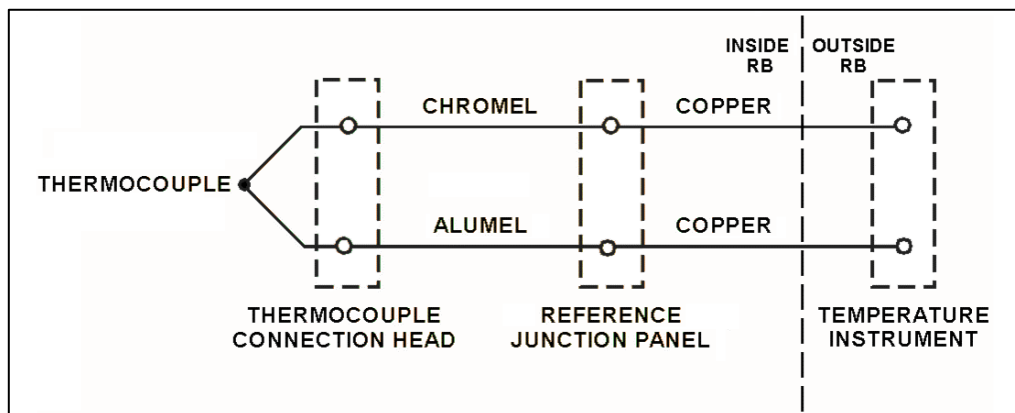 INSIDE
RB
OUTSIDE
RB
CHROMEL
COPPER
THERMOCOUPLE
ALUMEL
COPPER
THERMOCOUPLE
CONNECTION HEAD
REFERENCE
JUNCTION PANEL
TEMPERATURE
INSTRUMENT